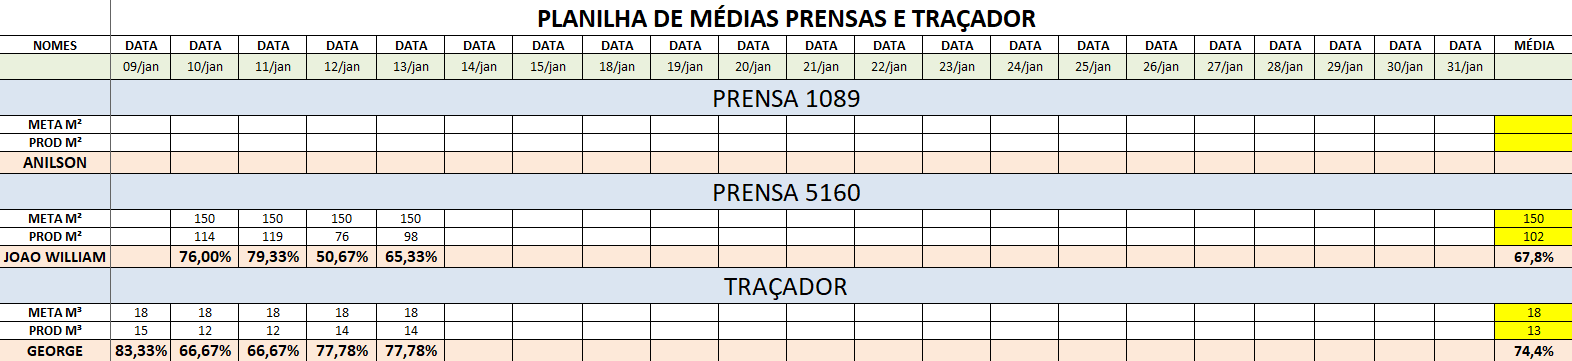 PLANILHA DE MÉDIAS PRENSAS E TRAÇADOR
NOMES DATA DATA DATA DATA DATA DATA DATA DATA DATA DATA DATA DATA DATA DATA DATA DATA DATA DATA DATA DATA DATA MÉDIA
09/jan 10/jan 11/jan 12/jan 13/jan 14/jan 15/jan 18/jan 19/jan 20/jan 21/jan 22/jan 23/jan 24/jan 25/jan 26/jan 27/jan 28/jan 29/jan 30/jan 31/jan
PRENSA 1089
META M²
PROD M²
ANILSON
PRENSA 5160
META M² 150 150 150 150 150
PROD M² 114 119 76 98 102
JOAO WILLIAM 76,00% 79,33% 50,67% 65,33% 67,8%
TRAÇADOR
META M³ 18 18 18 18 18 18
PROD M³ 15 12 12 14 14 13
GEORGE 83,33% 66,67% 66,67% 77,78% 77,78% 74,4%